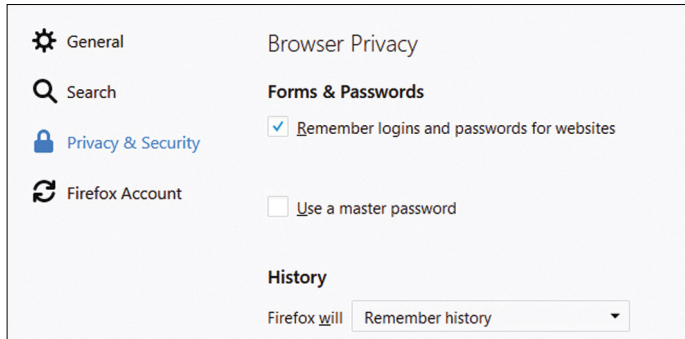 General
Search
Privacy & Security
Firefox Account
Browser Privacy
Forms & Passwords
Remember logins and passwords for websites
Use a master password
History
Firefox will Remember history